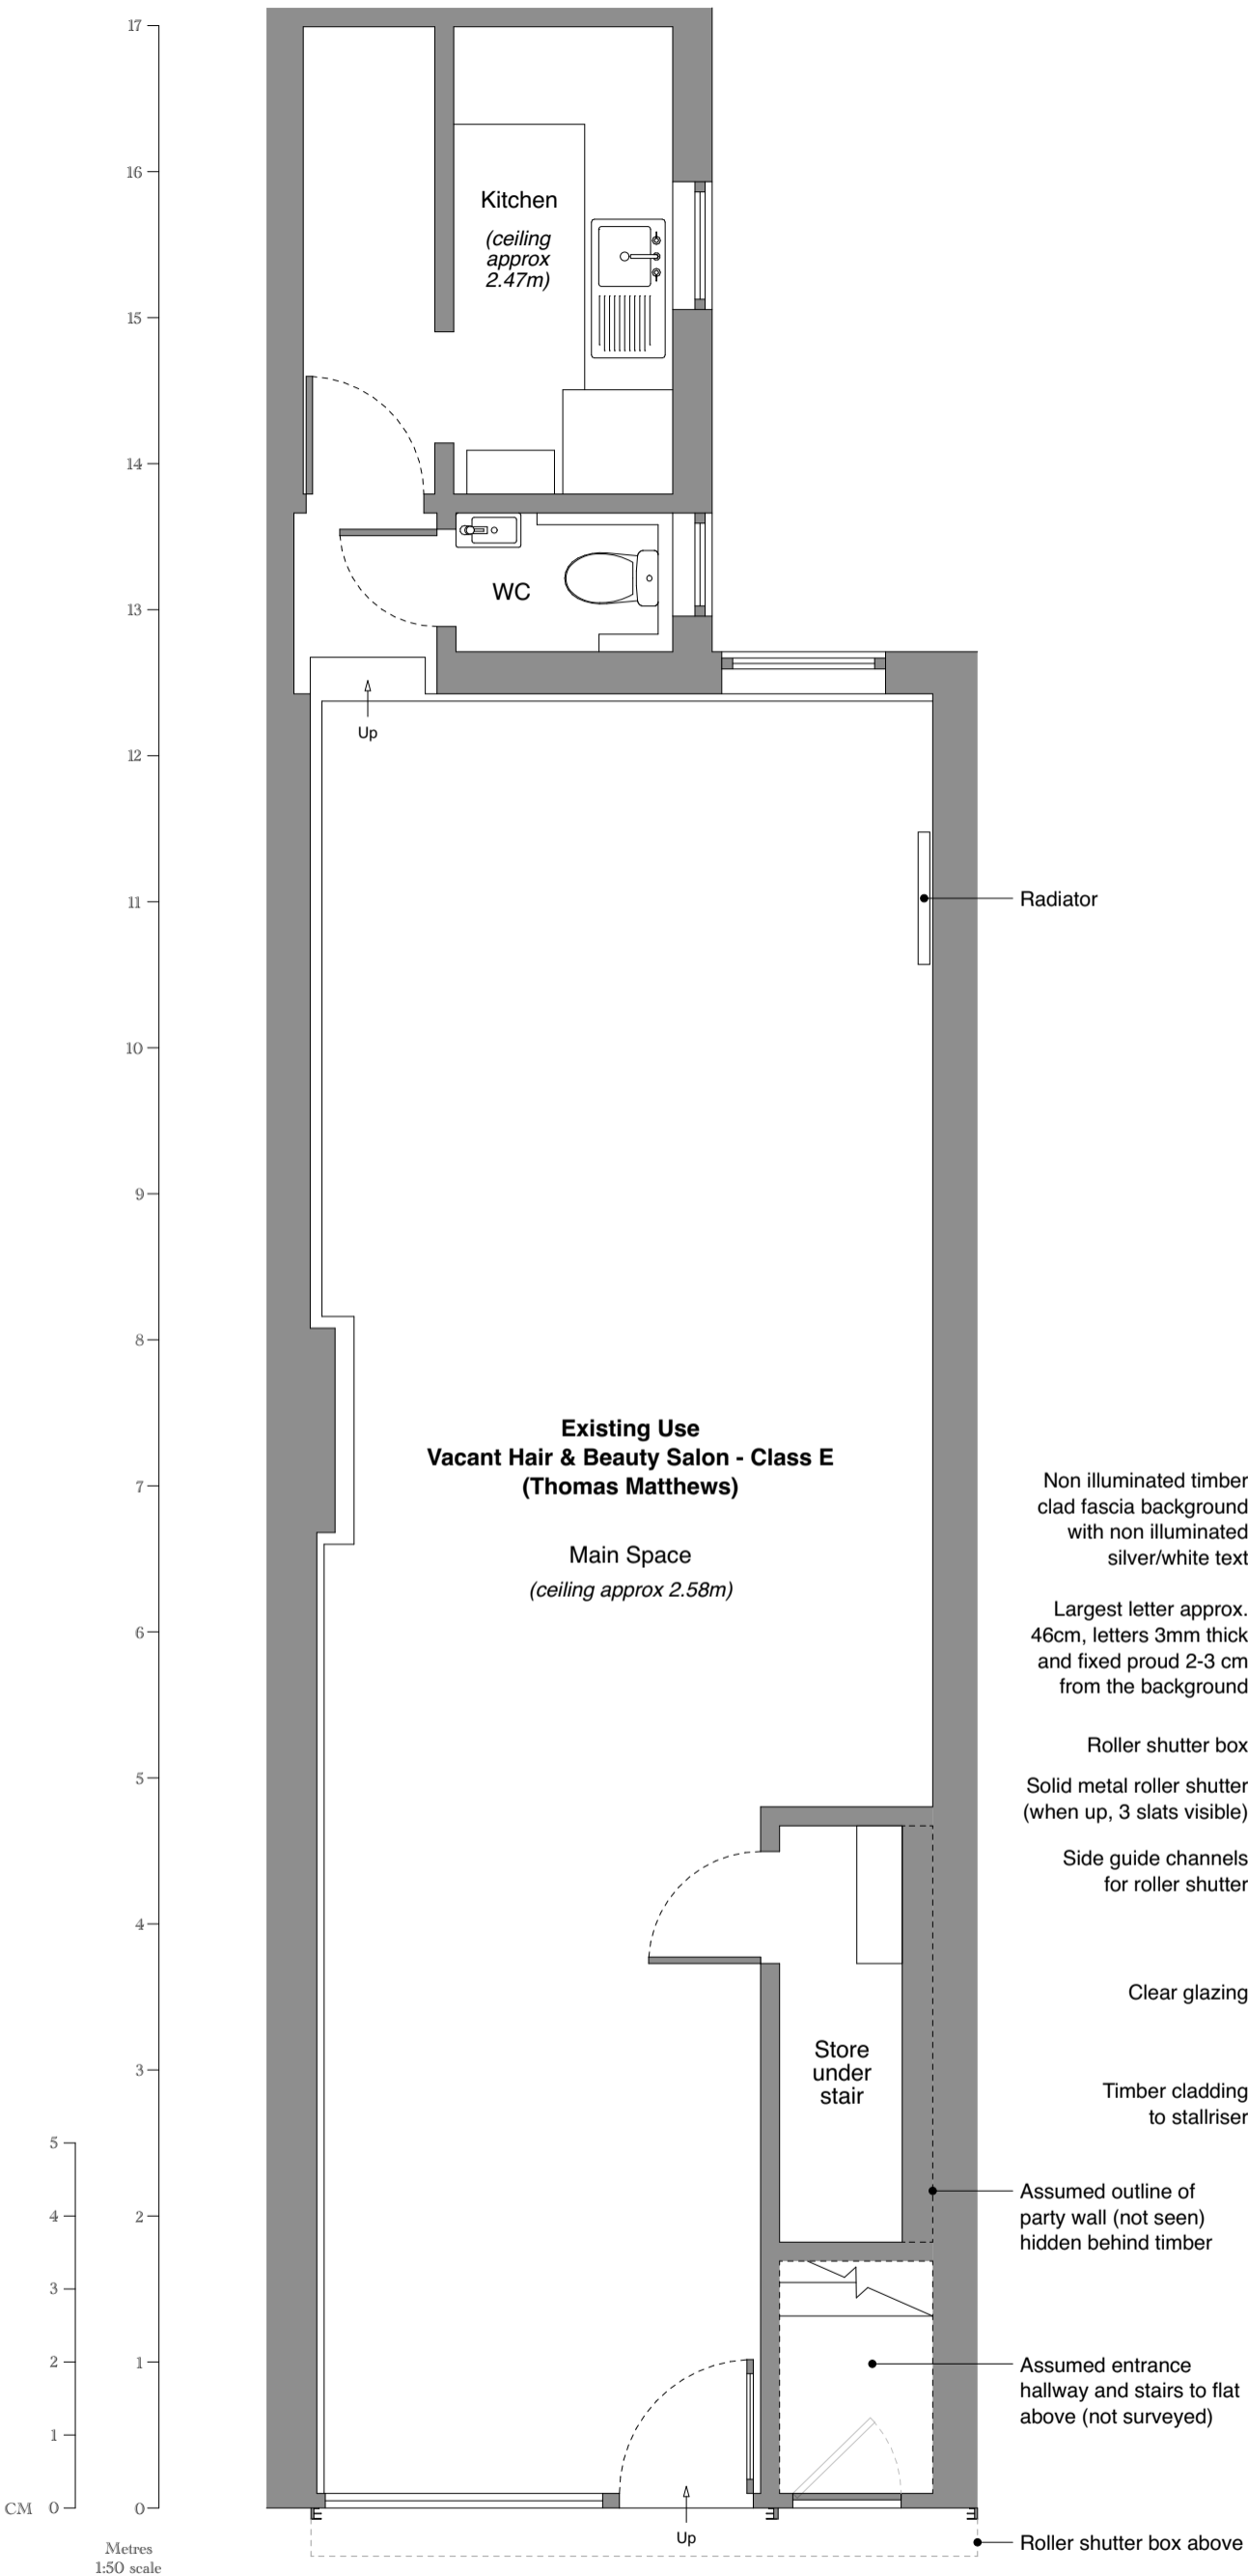 17
16
Kitchen
(ceiling
approx
2.47m)
15
14
WC
13
Up
12
11
Radiator
10
9
8
Existing Use
Vacant Hair & Beauty Salon - Class E
(Thomas Matthews)
7
Main Space
(ceiling approx 2.58m)
6
Non illuminated timber
clad fascia background
with non illuminated
silver/white text
Largest letter approx.
46cm, letters 3mm thick
and fixed proud 2-3 cm
from the background
Roller shutter box
5
Solid metal roller shutter
(when up, 3 slats visible)
Side guide channels
for roller shutter
4
Clear glazing
3
Store
under
stair
Timber cladding
to stallriser
5
4
2
Assumed outline of
party wall (not seen)
hidden behind timber
3
2
1
Assumed entrance
hallway and stairs to flat
above (not surveyed)
1
CM 0
0
Up
Roller shutter box above
Metres
1:50 scale